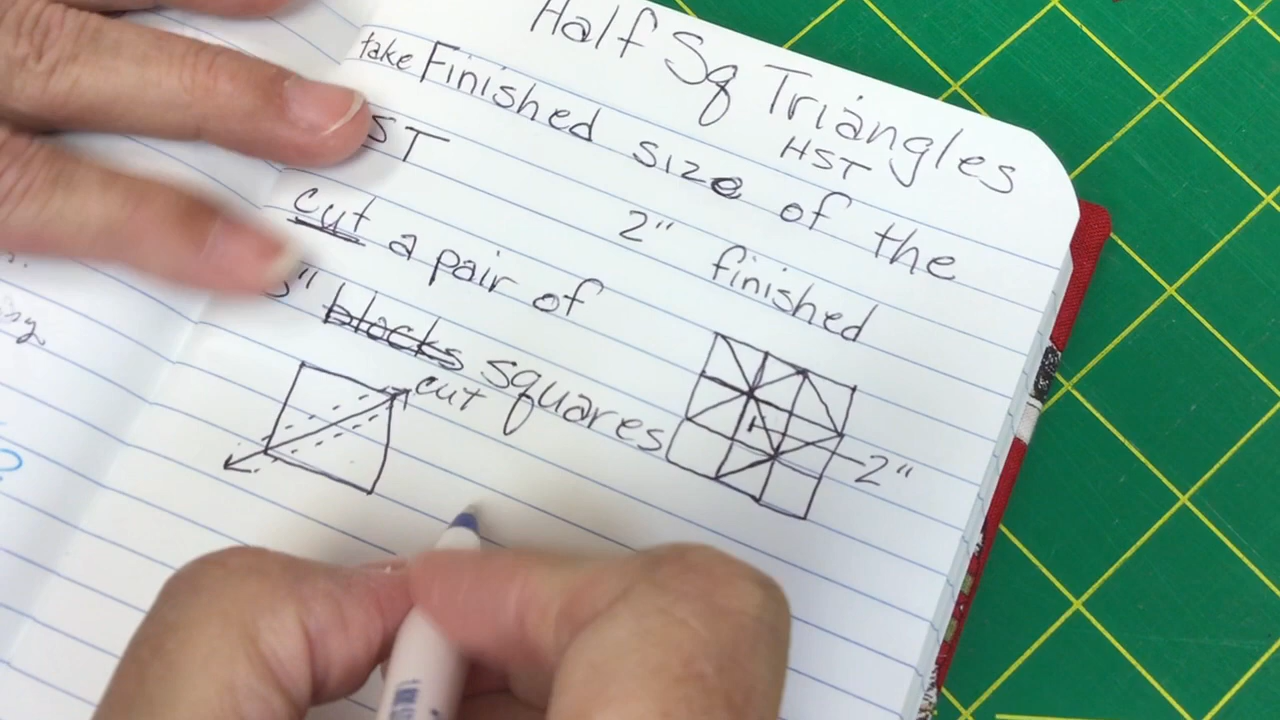 Half Sq Triangles
HST
take Finished size of the
ST
2" finished
cut a pair of
" blocks squares
cut
2"
?